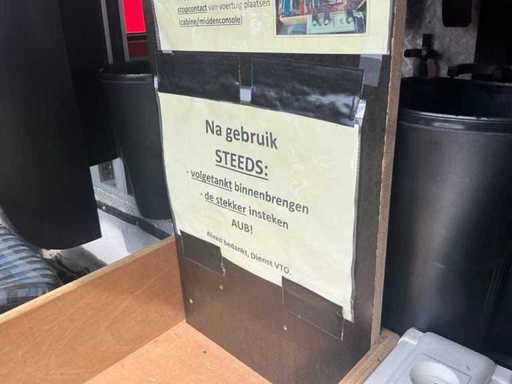 stopcontact van voertuig plaatsen
(cabine/middenconsole)
Na gebruik
STEEDS:
- volgetankt binnenbrengen
- de stekker insteken
AUB!
Alvast bedankt, Dienst VTO.